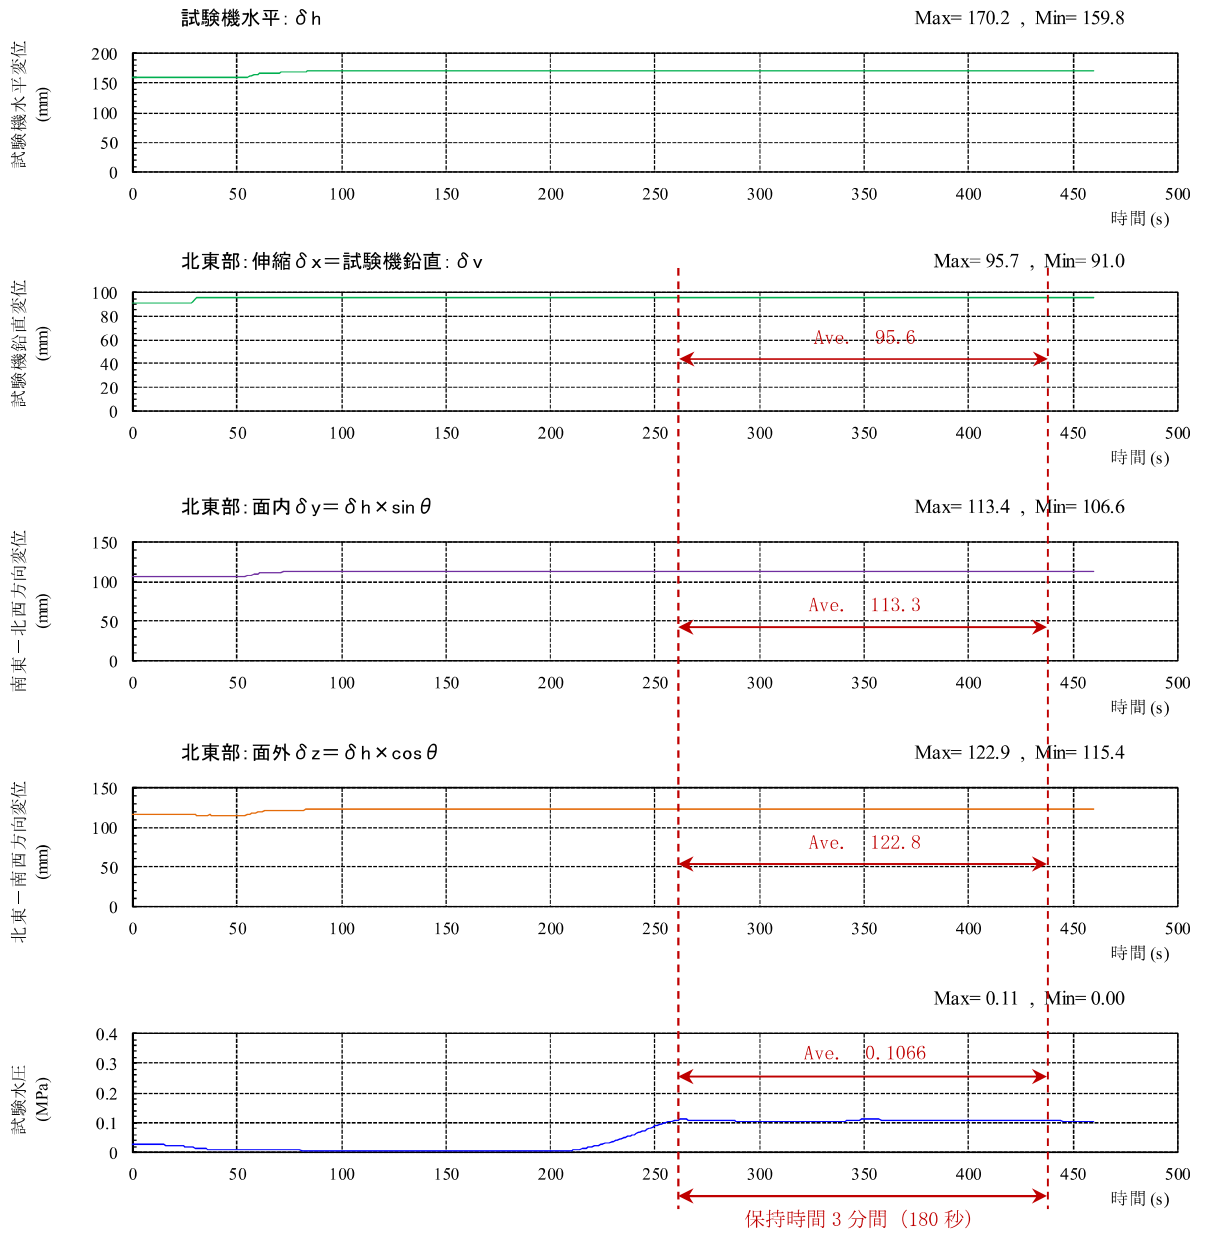 試験機水平：δh
Max= 170.2 , Min= 159.8
試験機水平変位
(mm)
200
150
100
50
0
0 50 100 150 200 250 300 350 400 450 500
時間(s)
北東部：伸縮δx＝試験機鉛直：δv
Max= 95.7 , Min= 91.0
試験機鉛直変位
(mm)
100
80
60
40
20
0
Ave. 95.6
0 50 100 150 200 250 300 350 400 450 500
時間(s)
北東部：面内δy＝δh×sinθ
Max= 113.4 , Min= 106.6
南東－北西方向変位
(mm)
150
100
50
0
Ave. 113.3
0 50 100 150 200 250 300 350 400 450 500
時間(s)
北東部：面外δz＝δh×cosθ
Max= 122.9 , Min= 115.4
北東－南西方向変位
(mm)
150
100
50
0
Ave. 122.8
0 50 100 150 200 250 300 350 400 450 500
時間(s)
Max= 0.11 , Min= 0.00
試験水圧
(MPa)
0.4
0.3
0.2
0.1
0
Ave. 0.1066
0 50 100 150 200 250 300 350 400 450 500
時間(s)
保持時間 3 分間（180 秒）